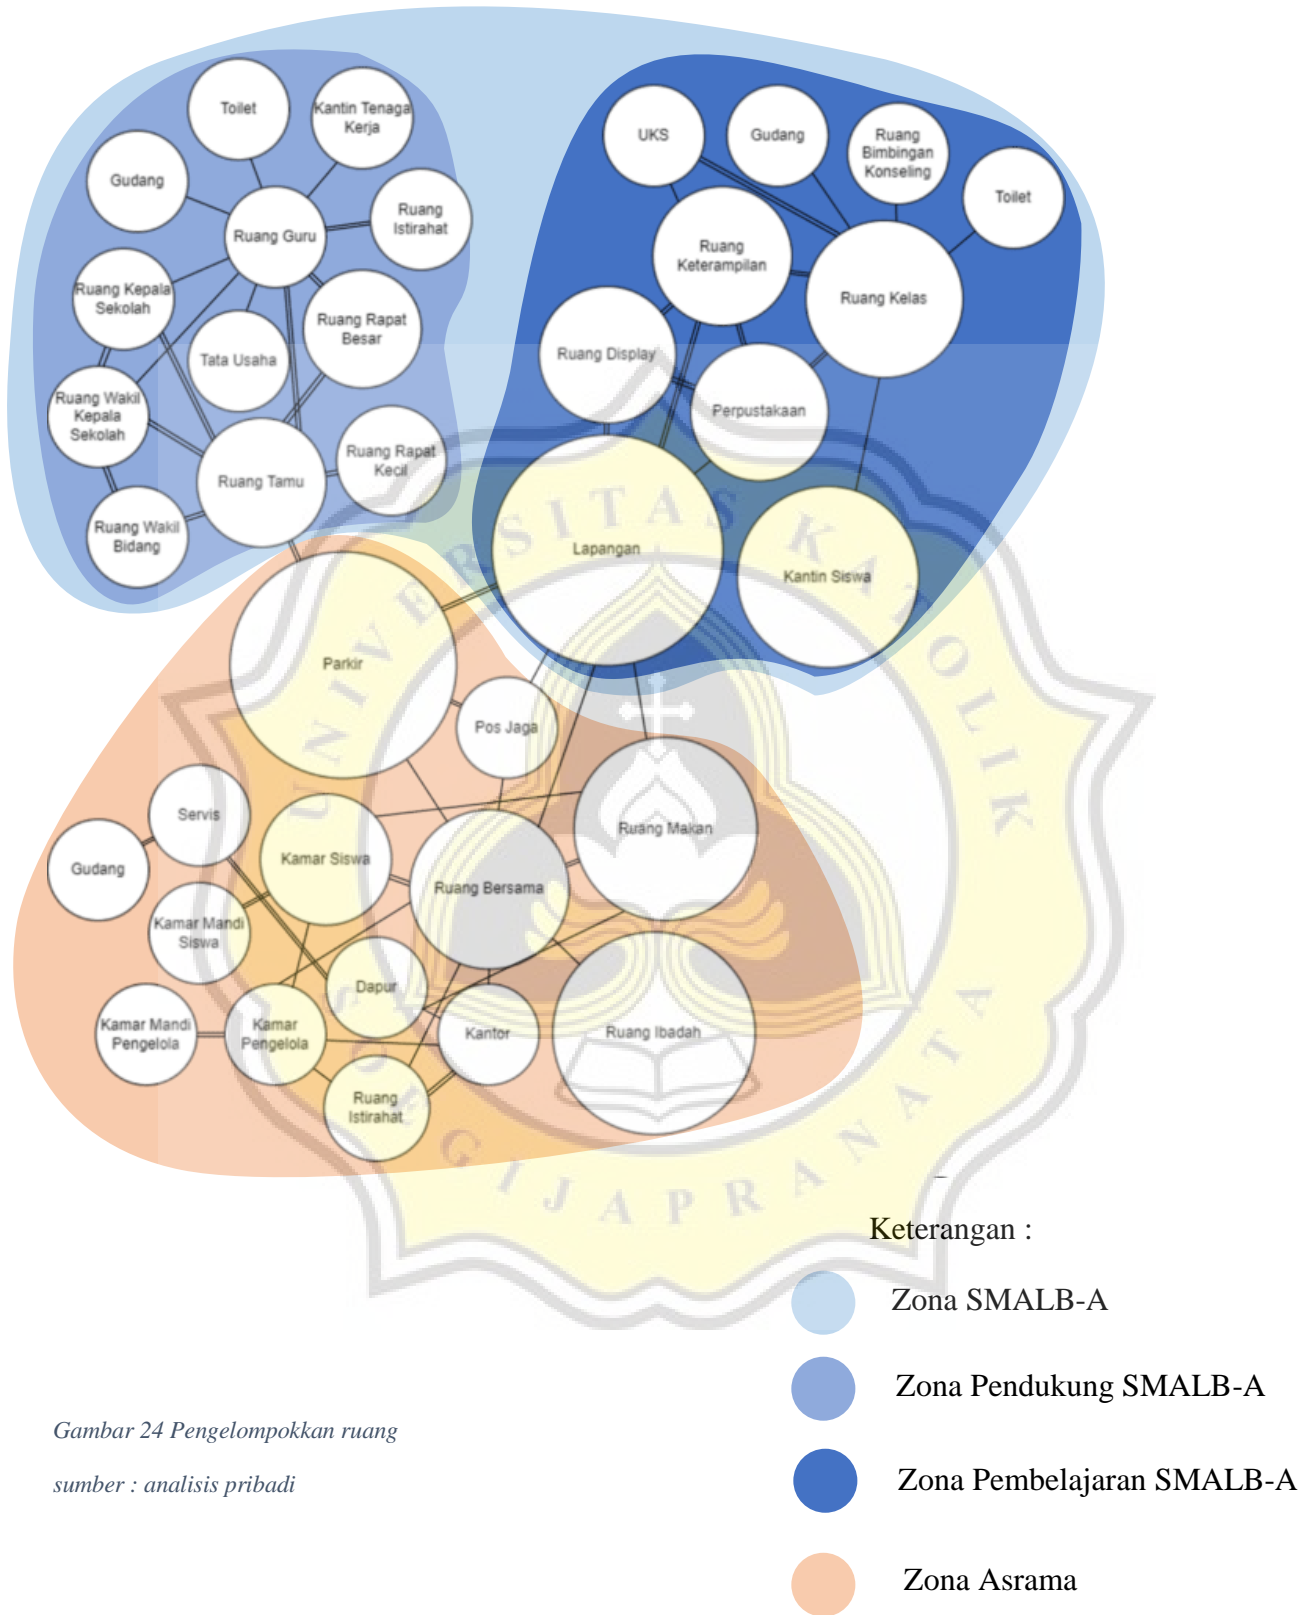 Toilet
Kantin Tenaga
Kerja
Gudang
Ruang Guru
Ruang
Istirahat
Ruang Kepala
Sekolah
Ruang Rapat
Besar
Tata Usaha
Ruang Wakil
Kepala
Sekolah
Ruang Rapat
Kecil
Ruang Tamu
Ruang Wakil
Bidang
UKS
Gudang
Ruang
Bimbingan
Konseling
Toilet
Ruang
Keterampilan
Ruang Kelas
Ruang Display
Perpustakaan
Lapangan
Kantin Siswa
Parkir
Pos Jaga
Servis
Gudang
Kamar Siswa
Ruang Makan
Ruang Bersama
Kamar Mandi
Siswa
Dapur
Kamar Mandi
Pengelola
Kamar
Pengelola
Kantor
Ruang Ibadah
Ruang
Istirahat
UNIVERSITAS KATOLIK
SOEGIJAPRANATA
Keterangan :
Zona SMALB-A
Zona Pendukung SMALB-A
Zona Pembelajaran SMALB-A
Zona Asrama
Gambar 24 Pengelompokkan ruang
sumber : analisis pribadi